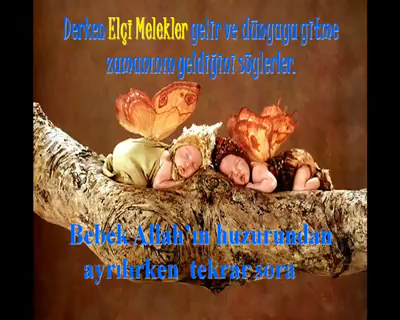 Derken Elçi Melekler gelir ve dünyaya gitme
zamanının geldiğini söylerler.
Bebek Allah'ın huzurundan
ayrılırken tekrar sora